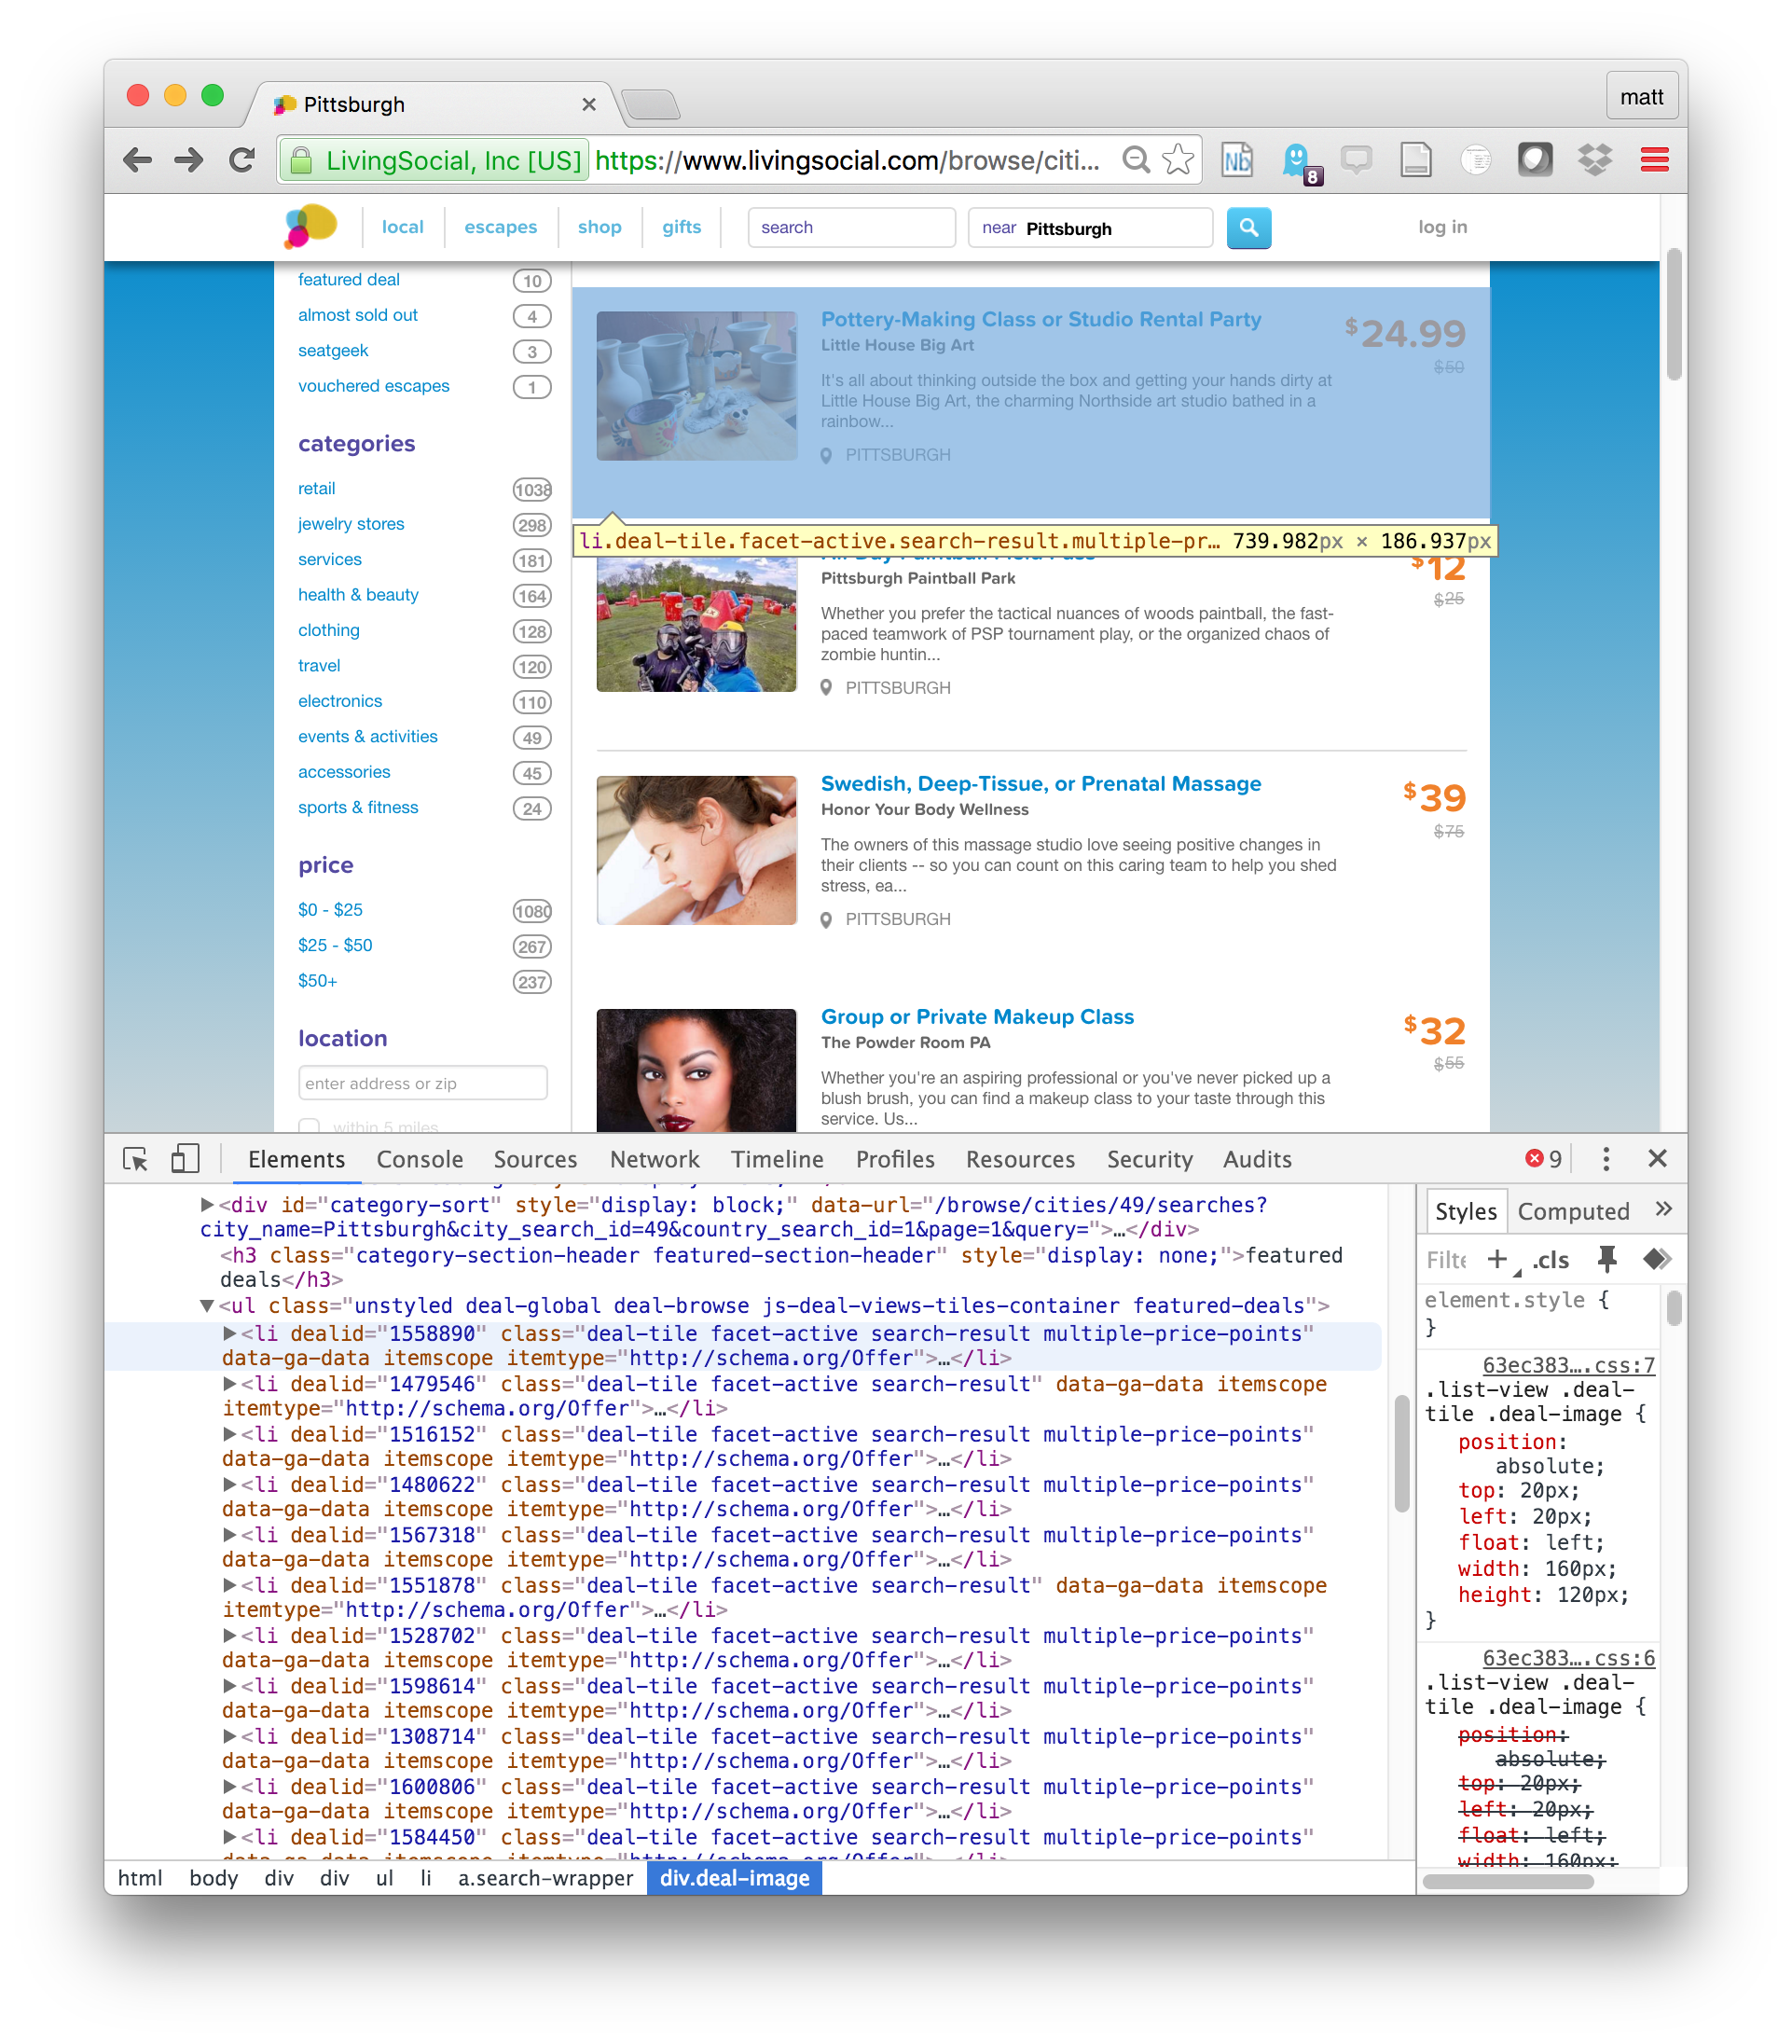 Pittsburgh
matt
LivingSocial, Inc [US] https://www.livingsocial.com/browse/citi...
Nb
8
local escapes shop gifts search near Pittsburgh log in
featured deal 10
almost sold out 4
seatgeek 3
vouchered escapes 1
categories
retail 1038
jewelry stores 298
services 181
health & beauty 164
clothing 128
travel 120
electronics 110
events & activities 49
accessories 45
sports & fitness 24
price
$0 - $25 1080
$25 - $50 267
$50+ 237
location
enter address or zip
within 5 miles
Pottery-Making Class or Studio Rental Party
$24.99
Little House Big Art
$50
It's all about thinking outside the box and getting your hands dirty at
Little House Big Art, the charming Northside art studio bathed in a
rainbow...
PITTSBURGH
li.deal-tile.facet-active.search-result.multiple-pr... 739.982px × 186.937px
$12
Pittsburgh Paintball Park
$25
Whether you prefer the tactical nuances of woods paintball, the fast-
paced teamwork of PSP tournament play, or the organized chaos of
zombie huntin...
PITTSBURGH
Swedish, Deep-Tissue, or Prenatal Massage
$39
Honor Your Body Wellness
$75
The owners of this massage studio love seeing positive changes in
their clients -- so you can count on this caring team to help you shed
stress, ea...
PITTSBURGH
Group or Private Makeup Class
$32
The Powder Room PA
$55
Whether you're an aspiring professional or you've never picked up a
blush brush, you can find a makeup class to your taste through this
service. Us...
Elements Console Sources Network Timeline Profiles Resources Security Audits 9
<div id="category-sort" style="display: block;" data-url="/browse/cities/49/searches?
city_name=Pittsburgh&city_search_id=49&country_search_id=1&page=1&query=">…</div>
<h3 class="category-section-header featured-section-header" style="display: none;">featured
deals</h3>
<ul class="unstyled deal-global deal-browse js-deal-views-tiles-container featured-deals">
<li dealid="1558890" class="deal-tile facet-active search-result multiple-price-points"
data-ga-data itemscope itemtype="http://schema.org/Offer">…</li>
<li dealid="1479546" class="deal-tile facet-active search-result" data-ga-data itemscope
itemtype="http://schema.org/Offer">…</li>
<li dealid="1516152" class="deal-tile facet-active search-result multiple-price-points"
data-ga-data itemscope itemtype="http://schema.org/Offer">…</li>
<li dealid="1480622" class="deal-tile facet-active search-result multiple-price-points"
data-ga-data itemscope itemtype="http://schema.org/Offer">…</li>
<li dealid="1567318" class="deal-tile facet-active search-result multiple-price-points"
data-ga-data itemscope itemtype="http://schema.org/Offer">…</li>
<li dealid="1551878" class="deal-tile facet-active search-result" data-ga-data itemscope
itemtype="http://schema.org/Offer">…</li>
<li dealid="1528702" class="deal-tile facet-active search-result multiple-price-points"
data-ga-data itemscope itemtype="http://schema.org/Offer">…</li>
<li dealid="1598614" class="deal-tile facet-active search-result multiple-price-points"
data-ga-data itemscope itemtype="http://schema.org/Offer">…</li>
<li dealid="1308714" class="deal-tile facet-active search-result multiple-price-points"
data-ga-data itemscope itemtype="http://schema.org/Offer">…</li>
<li dealid="1600806" class="deal-tile facet-active search-result multiple-price-points"
data-ga-data itemscope itemtype="http://schema.org/Offer">…</li>
<li dealid="1584450" class="deal-tile facet-active search-result multiple-price-points"
html body div div ul li a.search-wrapper div.deal-image
Styles Computed »
Filte + .cls
element.style {
}
63ec383….css:7
.list-view .deal-
tile .deal-image {
position:
absolute;
top: 20px;
left: 20px;
float: left;
width: 160px;
height: 120px;
}
63ec383….css:6
.list-view .deal-
tile .deal-image {
position:
absolute;
top: 20px;
left: 20px;
float: left;
width: 160px;